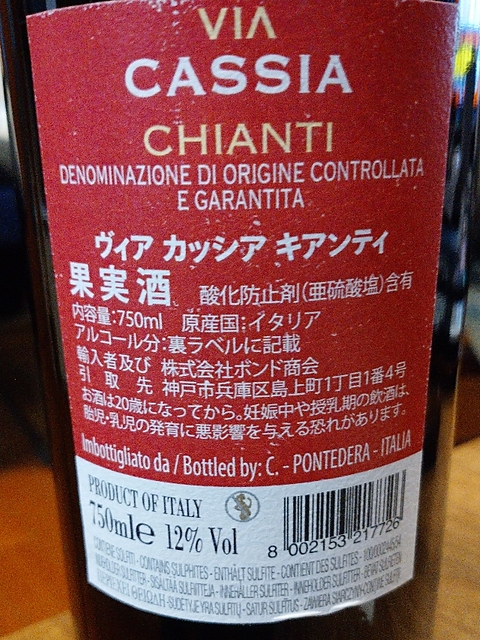 VIA
CASSIA
CHIANTI
DENOMINAZIONE DI ORIGINE CONTROLLATA
E GARANTITA
ヴィア カッシア キアンティ
果実酒 酸化防止剤(亜硫酸塩)含有
内容量:750ml 原産国:イタリア
アルコール分:裏ラベルに記載
輸入者及び 株式会社ボンド商会
引取先 神戸市兵庫区島上町1丁目1番4号
お酒は20歳になってから。妊娠中や授乳期の飲酒は、
胎児・乳児の発育に悪影響を与える恐れがあります。
Imbottigliato da / Bottled by: C. - PONTEDERA - ITALIA
PRODUCT OF ITALY
750ml e 12% Vol
8 002153 217726
CONTIENE SOLFITI - CONTAINS SULPHITES - ENTHÄLT SULFITE - CONTIENT DES SULFITES